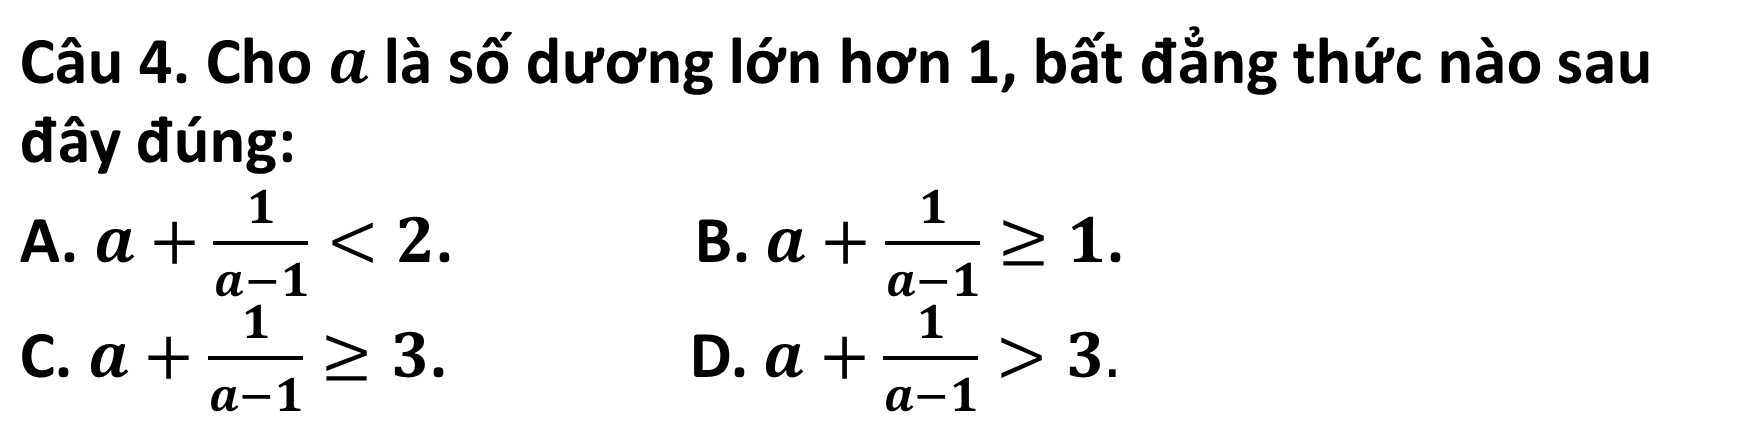 Câu 4. Cho a là số dương lớn hơn 1, bất đẳng thức nào sau
đây đúng:
A. a + 1/(a−1) < 2. B. a + 1/(a−1) ≥ 1.
C. a + 1/(a−1) ≥ 3. D. a + 1/(a−1) > 3.